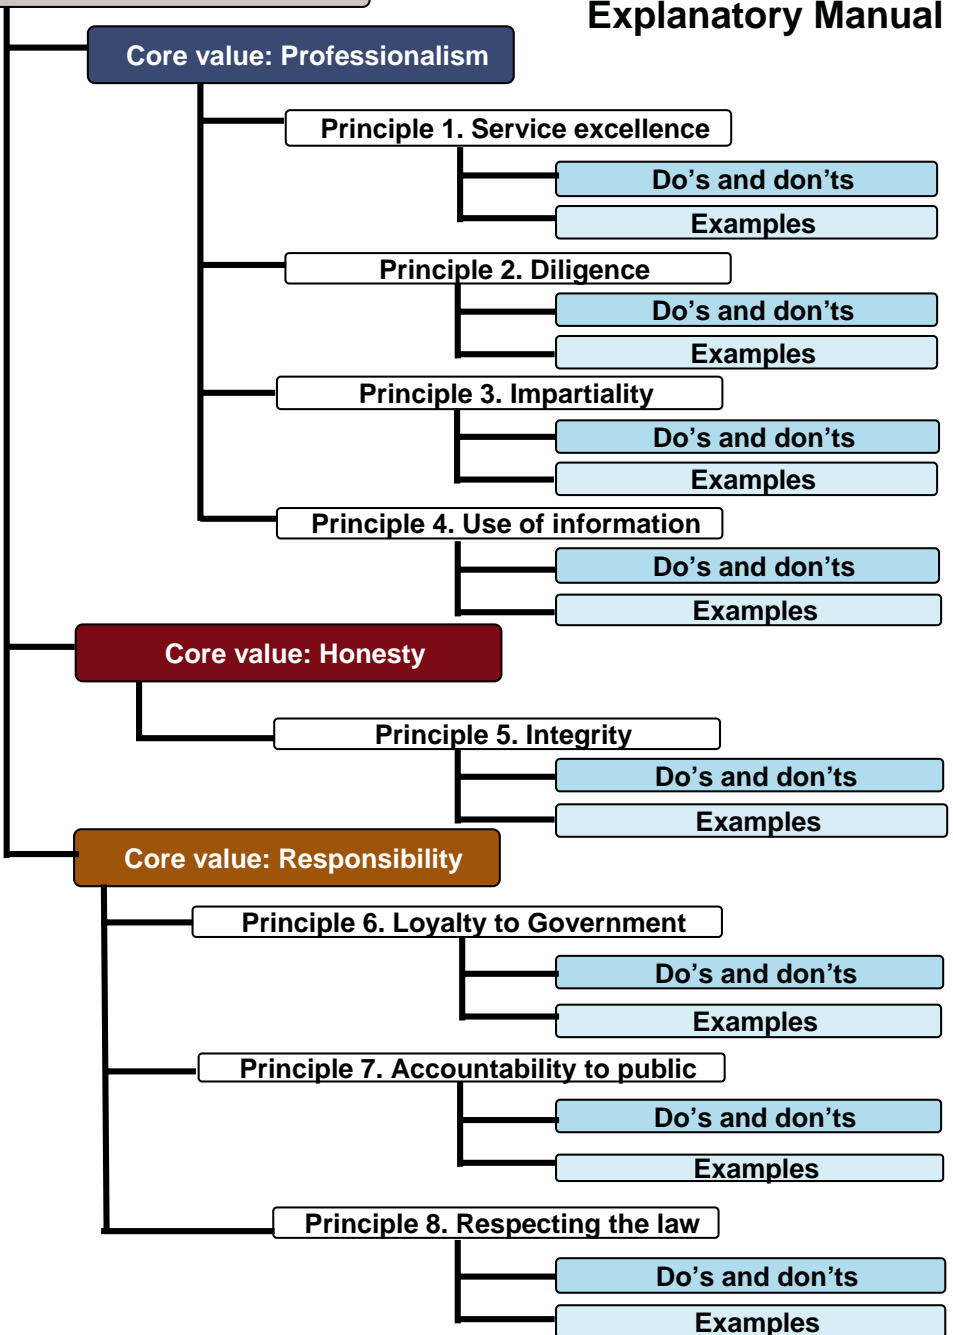 Explanatory Manual
Core value: Professionalism
Principle 1. Service excellence
Do’s and don’ts
Examples
Principle 2. Diligence
Do’s and don’ts
Examples
Principle 3. Impartiality
Do’s and don’ts
Examples
Principle 4. Use of information
Do’s and don’ts
Examples
Core value: Honesty
Principle 5. Integrity
Do’s and don’ts
Examples
Core value: Responsibility
Principle 6. Loyalty to Government
Do’s and don’ts
Examples
Principle 7. Accountability to public
Do’s and don’ts
Examples
Principle 8. Respecting the law
Do’s and don’ts
Examples